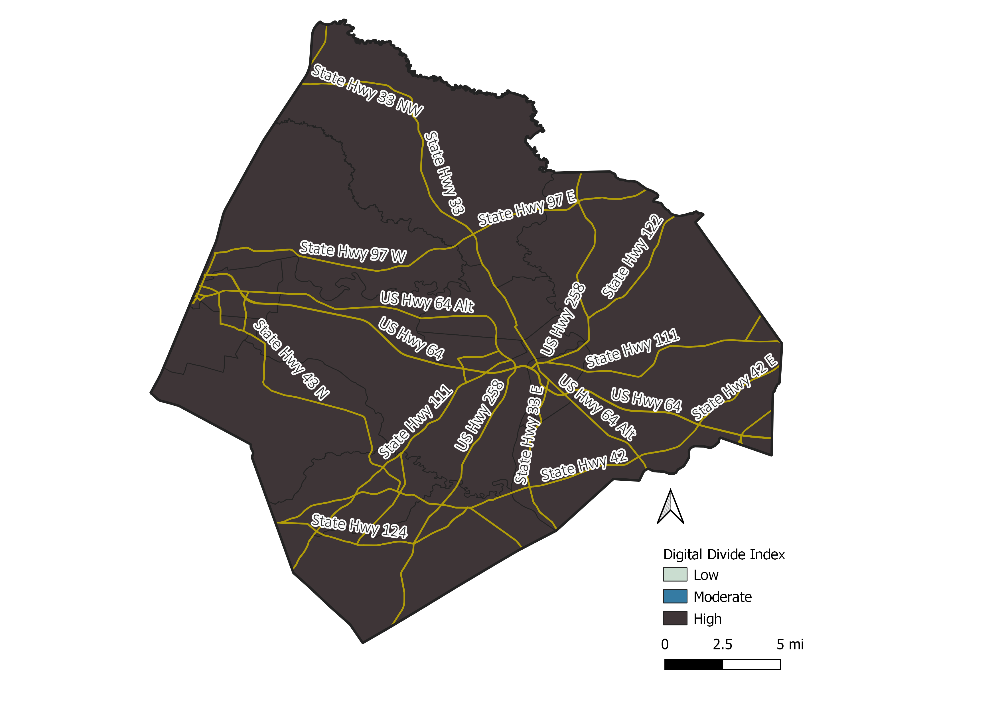 State Hwy 33 NW
State Hwy 33
State Hwy 97 E
State Hwy 122
State Hwy 97 W
US Hwy 258
US Hwy 64 Alt
US Hwy 64
State Hwy 111
State Hwy 43 N
State Hwy 42 E
US Hwy 64 Alt
US Hwy 64
State Hwy 111
US Hwy 258
State Hwy 33 E
State Hwy 42
State Hwy 124
Digital Divide Index
Low
Moderate
High
0 2.5 5 mi